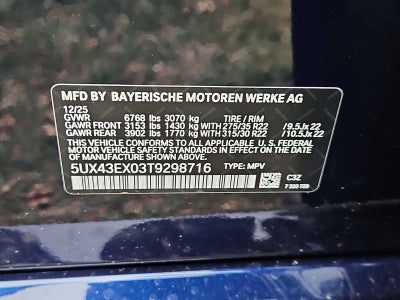 MFD BY BAYERISCHE MOTOREN WERKE AG
12/25
GVWR 6768 lbs 3070 kg TIRE / RIM
GAWR FRONT 3153 lbs 1430 kg WITH 275/35 R22 / 9.5Jx22
GAWR REAR 3902 lbs 1770 kg WITH 315/30 R22 / 10.5Jx22
THIS VEHICLE CONFORMS TO ALL APPLICABLE U. S. FEDERAL
MOTOR VEHICLE SAFETY STANDARDS IN EFFECT ON THE
DATE OF MANUFACTURE SHOWN ABOVE.
5UX43EX03T9298716 TYPE: MPV
C3Z